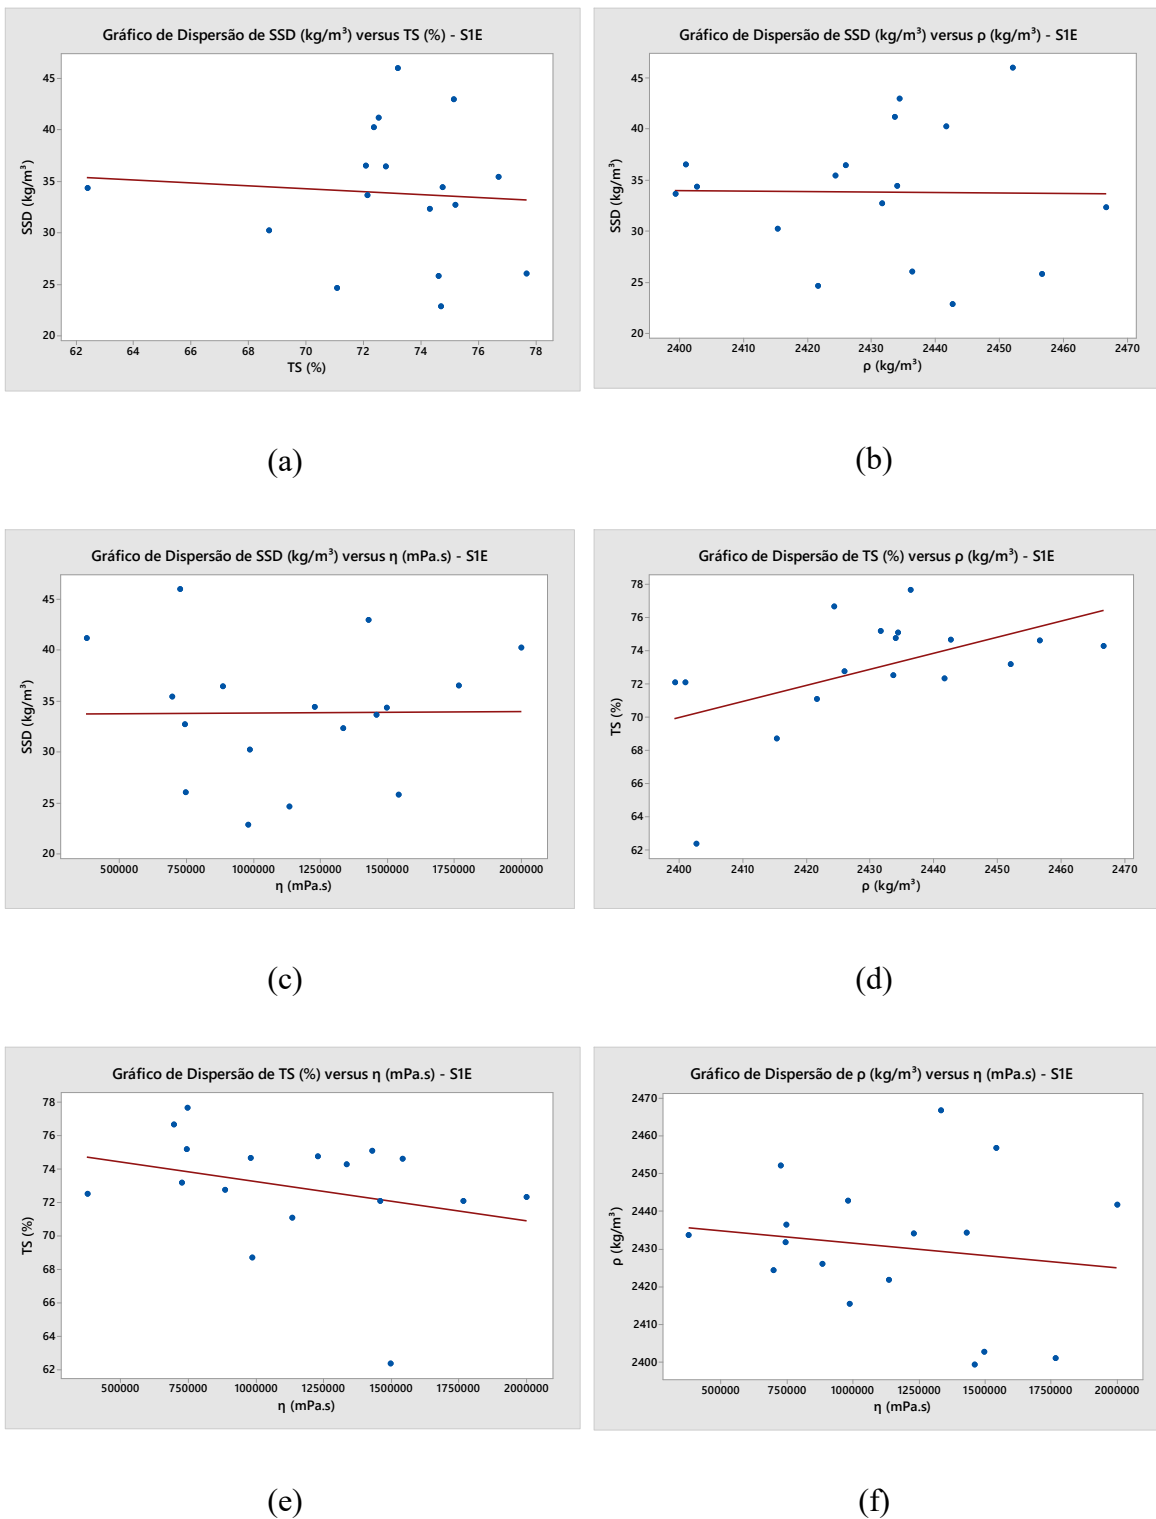 Gráfico de Dispersão de SSD (kg/m³) versus TS (%) - S1E
SSD (kg/m³)
45
40
35
30
25
20
62 64 66 68 70 72 74 76 78
TS (%)
(a)
Gráfico de Dispersão de SSD (kg/m³) versus ρ (kg/m³) - S1E
SSD (kg/m³)
45
40
35
30
25
20
2400 2410 2420 2430 2440 2450 2460 2470
ρ (kg/m³)
(b)
Gráfico de Dispersão de SSD (kg/m³) versus η (mPa.s) - S1E
SSD (kg/m³)
45
40
35
30
25
20
500000 750000 1000000 1250000 1500000 1750000 2000000
η (mPa.s)
(c)
Gráfico de Dispersão de TS (%) versus ρ (kg/m³) - S1E
TS (%)
78
76
74
72
70
68
66
64
62
2400 2410 2420 2430 2440 2450 2460 2470
ρ (kg/m³)
(d)
Gráfico de Dispersão de TS (%) versus η (mPa.s) - S1E
TS (%)
78
76
74
72
70
68
66
64
62
500000 750000 1000000 1250000 1500000 1750000 2000000
η (mPa.s)
(e)
Gráfico de Dispersão de ρ (kg/m³) versus η (mPa.s) - S1E
ρ (kg/m³)
2470
2460
2450
2440
2430
2420
2410
2400
500000 750000 1000000 1250000 1500000 1750000 2000000
η (mPa.s)
(f)